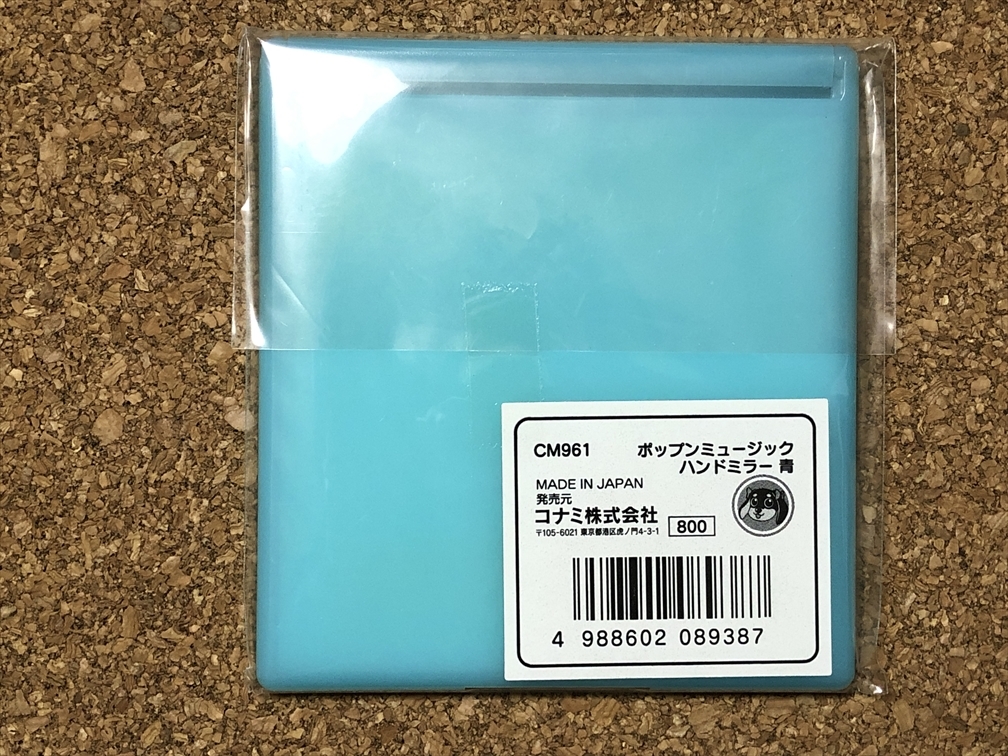 CM961
ポップンミュージック
ハンドミラー 青
MADE IN JAPAN
発売元
コナミ株式会社
800
〒105-6021 東京都港区虎ノ門4-3-1
4 988602 089387